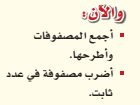 والآن:
▪ أجمع المصفوفات
وأطرحها.
▪ أضرب مصفوفة في عدد
ثابت.